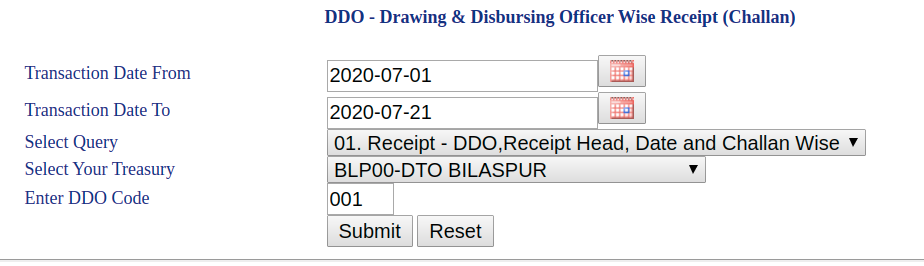 DDO - Drawing & Disbursing Officer Wise Receipt (Challan)
Transaction Date From 2020-07-01
Transaction Date To 2020-07-21
Select Query 01. Receipt - DDO,Receipt Head, Date and Challan Wise
Select Your Treasury BLP00-DTO BILASPUR
Enter DDO Code 001
Submit Reset